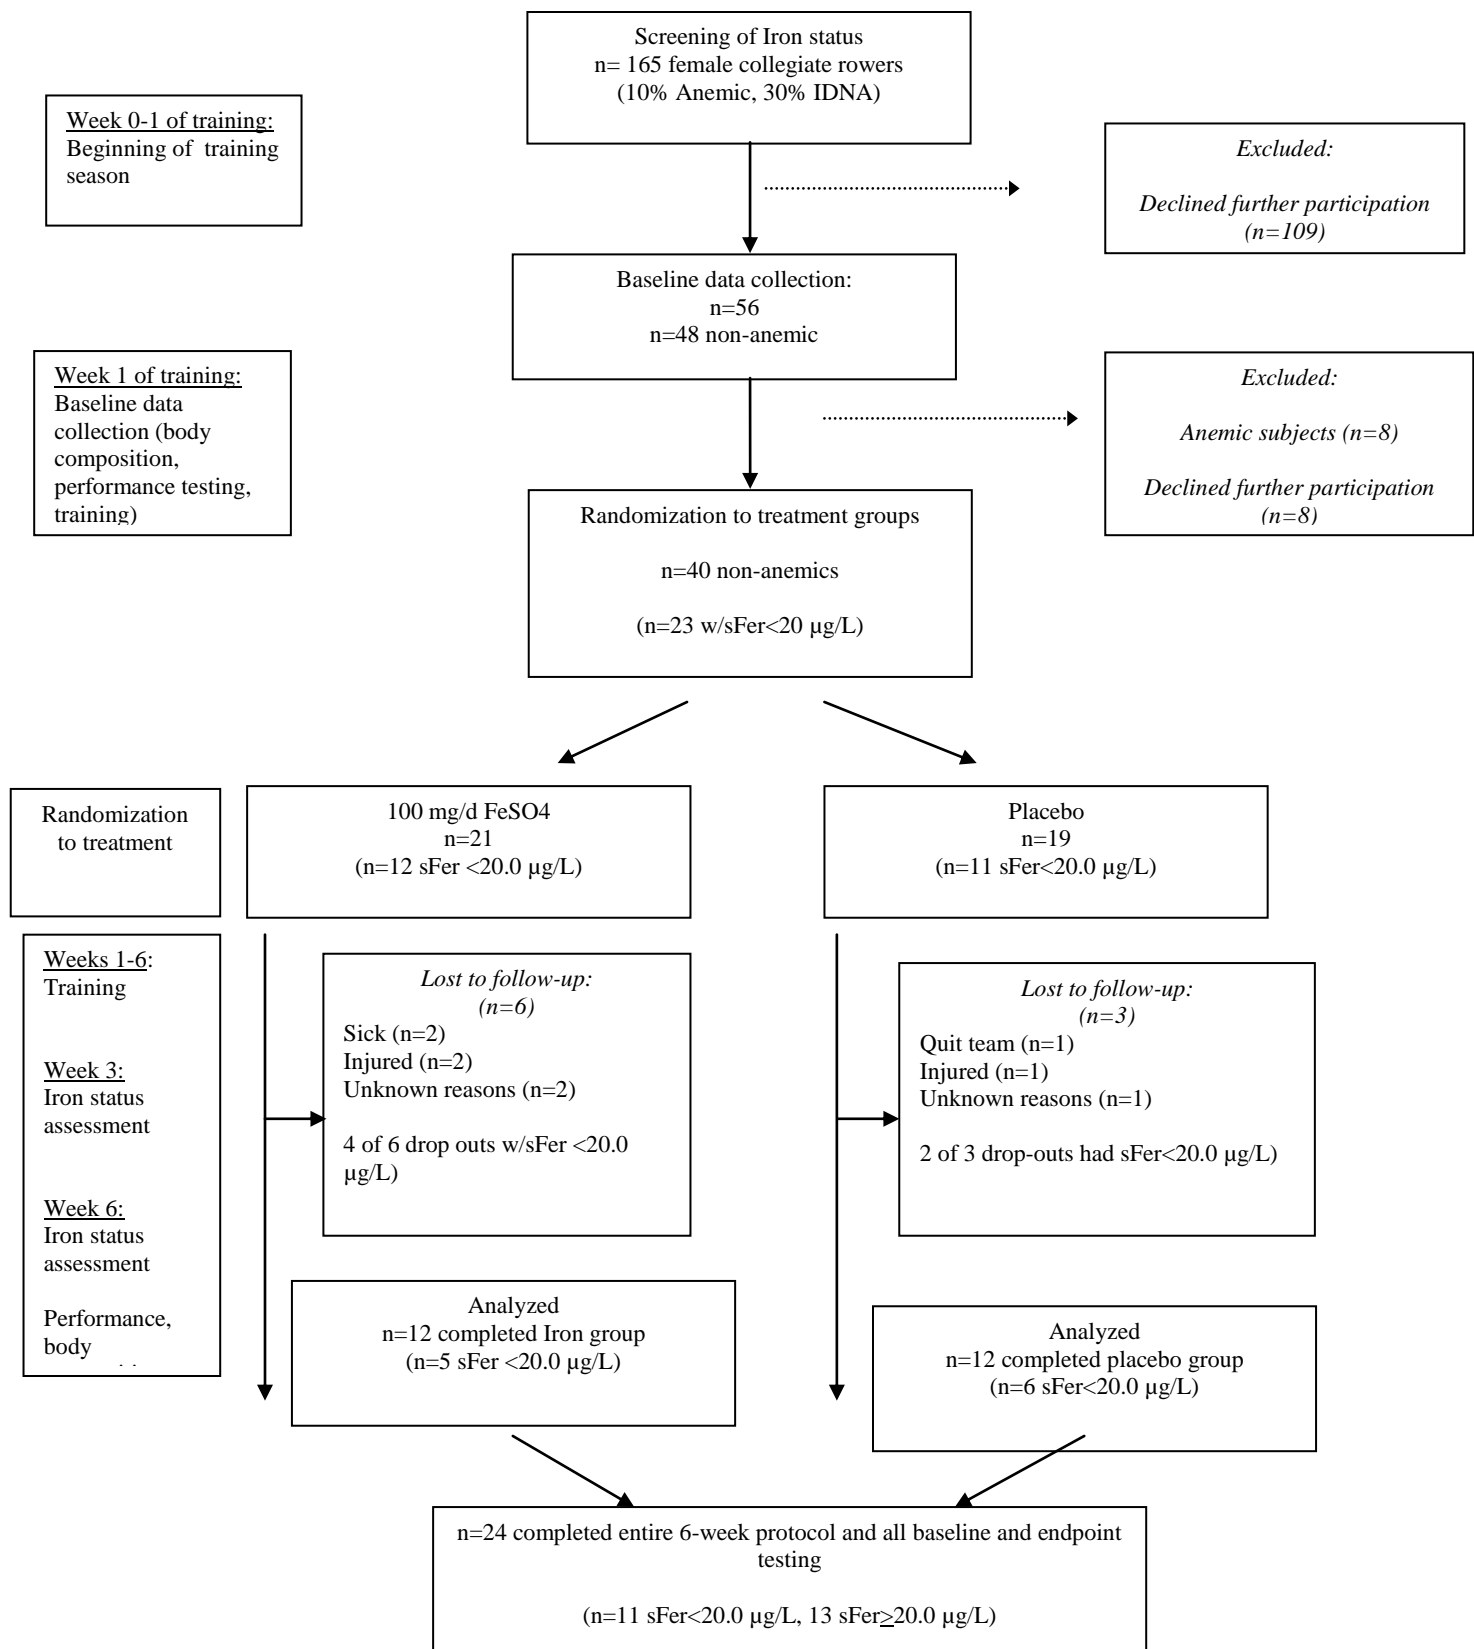 Screening of Iron status
n= 165 female collegiate rowers
(10% Anemic, 30% IDNA)
Week 0-1 of training:
Beginning of training
season
Excluded:
Declined further participation
(n=109)
Baseline data collection:
n=56
n=48 non-anemic
Week 1 of training:
Baseline data
collection (body
composition,
performance testing,
training)
Excluded:
Anemic subjects (n=8)
Declined further participation
(n=8)
Randomization to treatment groups
n=40 non-anemics
(n=23 w/sFer<20 µg/L)
Randomization
to treatment
100 mg/d FeSO4
n=21
(n=12 sFer <20.0 µg/L)
Placebo
n=19
(n=11 sFer<20.0 µg/L)
Weeks 1-6:
Training
Week 3:
Iron status
assessment
Week 6:
Iron status
assessment
Performance,
body
Lost to follow-up:
(n=6)
Sick (n=2)
Injured (n=2)
Unknown reasons (n=2)
4 of 6 drop outs w/sFer <20.0
µg/L)
Lost to follow-up:
(n=3)
Quit team (n=1)
Injured (n=1)
Unknown reasons (n=1)
2 of 3 drop-outs had sFer<20.0 µg/L)
Analyzed
n=12 completed Iron group
(n=5 sFer <20.0 µg/L)
Analyzed
n=12 completed placebo group
(n=6 sFer<20.0 µg/L)
n=24 completed entire 6-week protocol and all baseline and endpoint
testing
(n=11 sFer<20.0 µg/L, 13 sFer≥20.0 µg/L)